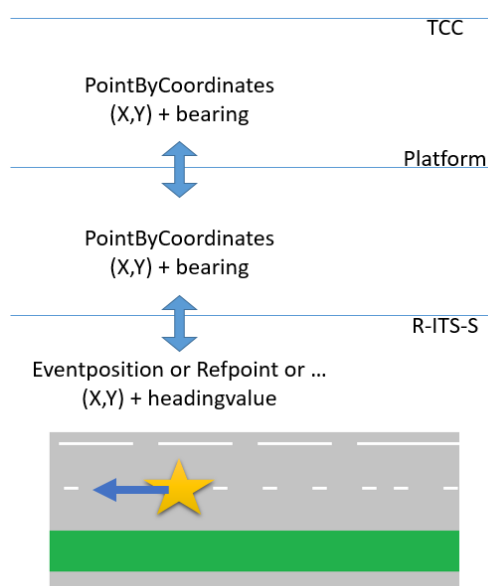 TCC
PointByCoordinates
(X,Y) + bearing
Platform
PointByCoordinates
(X,Y) + bearing
R-ITS-S
Eventposition or Refpoint or …
(X,Y) + headingvalue